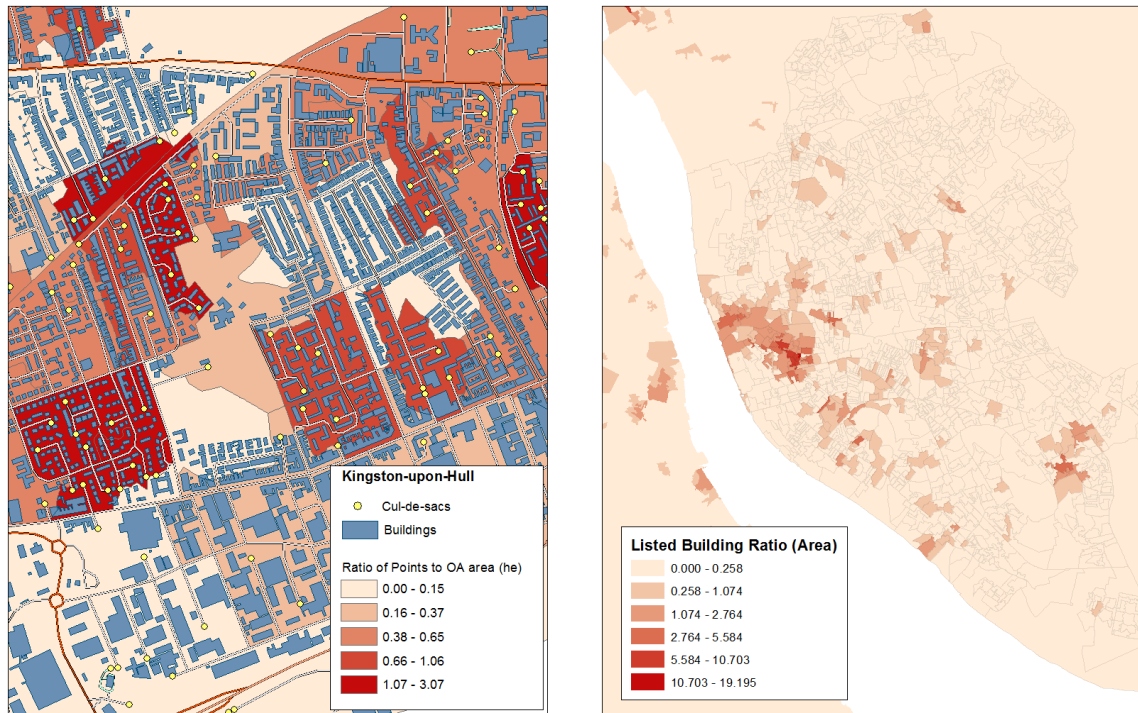 Kingston-upon-Hull
Cul-de-sacs
Buildings
Ratio of Points to OA area (he)
0.00 - 0.15
0.16 - 0.37
0.38 - 0.65
0.66 - 1.06
1.07 - 3.07
Listed Building Ratio (Area)
0.000 - 0.258
0.258 - 1.074
1.074 - 2.764
2.764 - 5.584
5.584 - 10.703
10.703 - 19.195